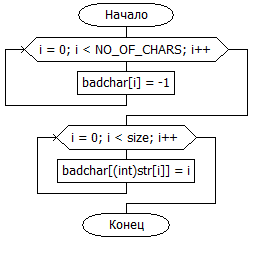 Начало
i = 0; i < NO_OF_CHARS; i++
badchar[i] = -1
i = 0; i < size; i++
badchar[(int)str[i]] = i
Конец